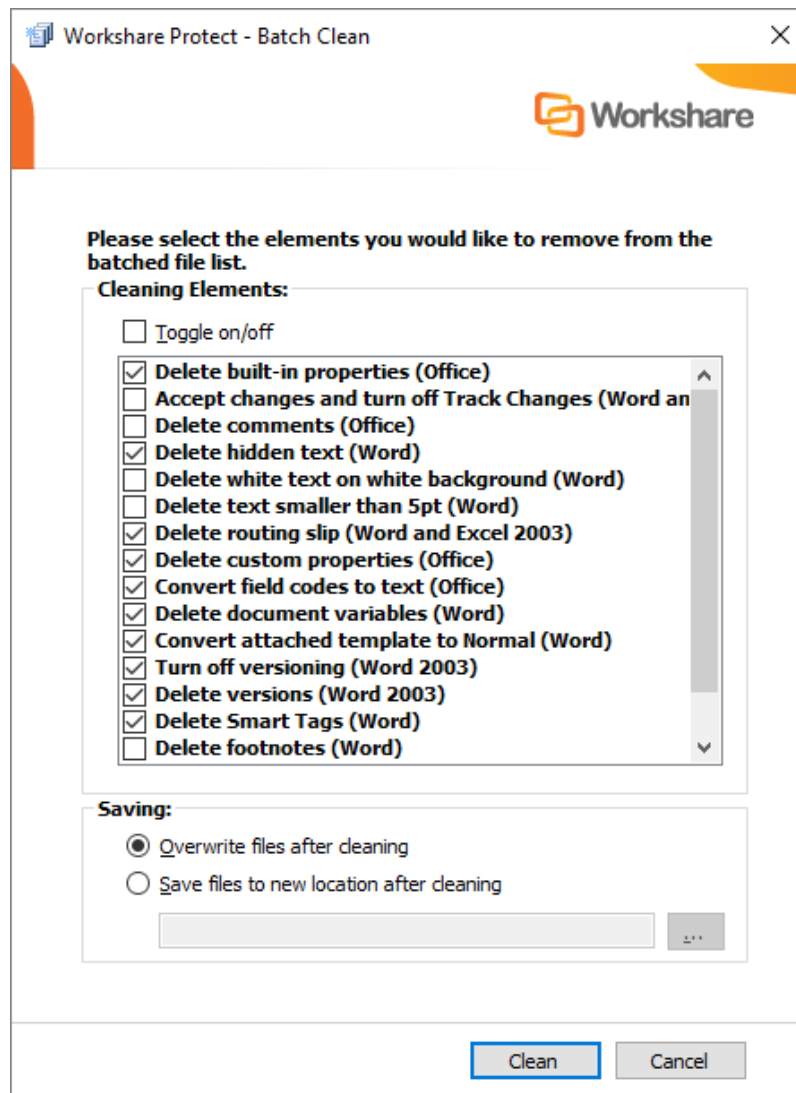 Workshare Protect - Batch Clean
Workshare
Please select the elements you would like to remove from the
batched file list.
Cleaning Elements:
Toggle on/off
Delete built-in properties (Office)
Accept changes and turn off Track Changes (Word an
Delete comments (Office)
Delete hidden text (Word)
Delete white text on white background (Word)
Delete text smaller than 5pt (Word)
Delete routing slip (Word and Excel 2003)
Delete custom properties (Office)
Convert field codes to text (Office)
Delete document variables (Word)
Convert attached template to Normal (Word)
Turn off versioning (Word 2003)
Delete versions (Word 2003)
Delete Smart Tags (Word)
Delete footnotes (Word)
Saving:
Overwrite files after cleaning
Save files to new location after cleaning
...
Clean Cancel